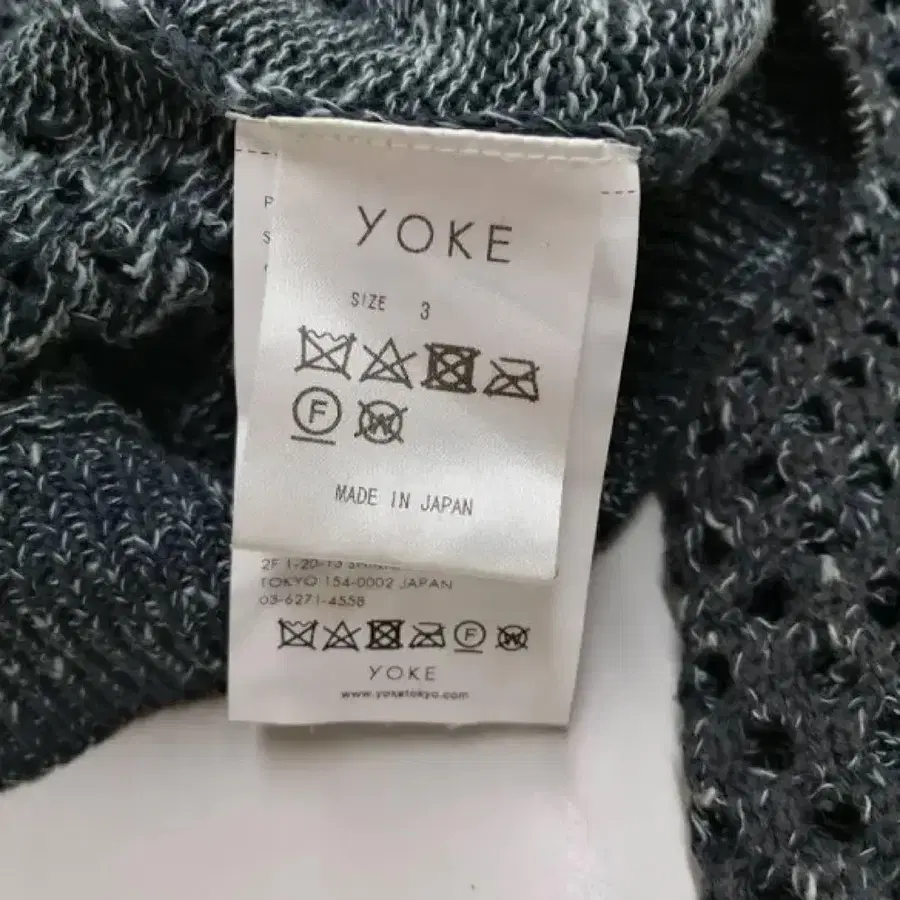 YOKE
SIZE 3
F W
MADE IN JAPAN
TOKYO 154-0002 JAPAN
03-6271-4558
F W
YOKE
www.yoketokyo.com